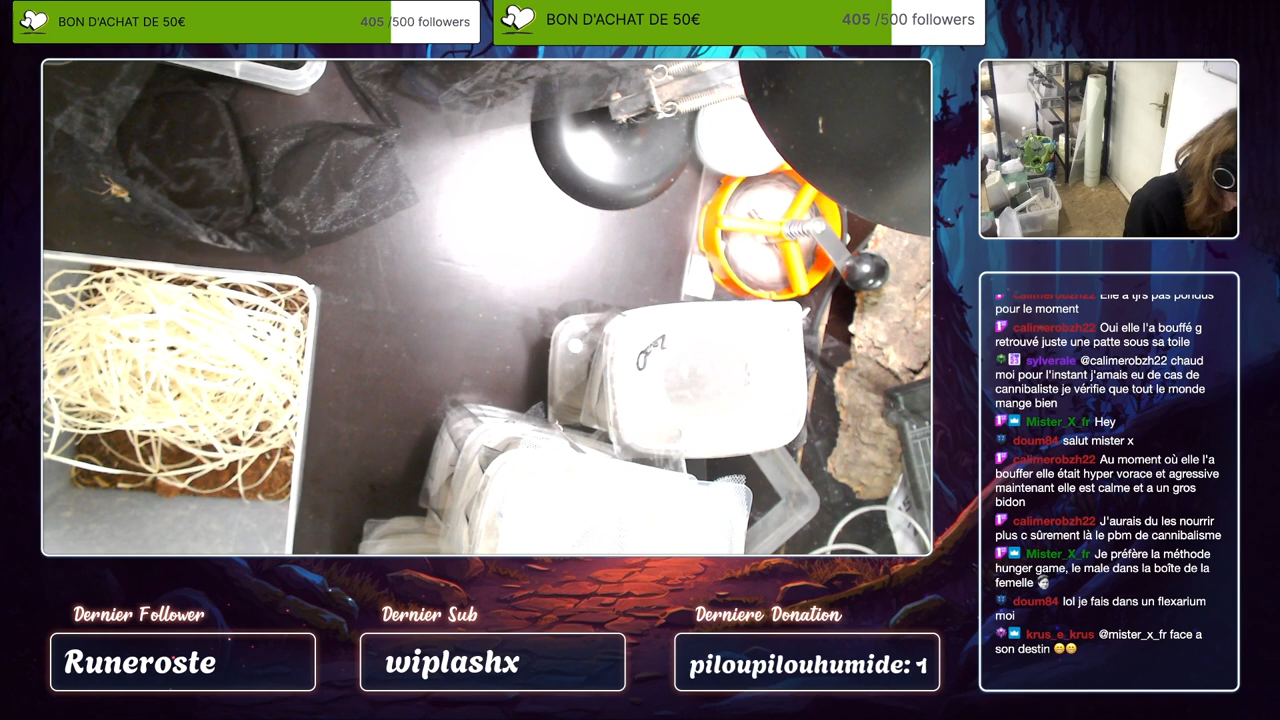 BON D'ACHAT DE 50€
405 /500 followers
BON D'ACHAT DE 50€
405 /500 followers
calimerobzh22 Elle a tjrs pas pondus
pour le moment
calimerobzh22 Oui elle l'a bouffé g
retrouvé juste une patte sous sa toile
sylverale @calimerobzh22 chaud
moi pour l'instant j'amais eu de cas de
cannibaliste je vérifie que tout le monde
mange bien
Mister_X_fr Hey
doum84 salut mister x
calimerobzh22 Au moment où elle l'a
bouffer elle était hyper vorace et agressive
maintenant elle est calme et a un gros
bidon
calimerobzh22 J'aurais du les nourrir
plus c sûrement là le pbm de cannibalisme
Mister_X_fr Je préfère la méthode
hunger game, le male dans la boîte de la
femelle
doum84 lol je fais dans un flexarium
moi
krus_e_krus @mister_x_fr face a
son destin
Dernier Follower
Runeroste
Dernier Sub
wiplashx
Derniere Donation
piloupilouhumide: 1